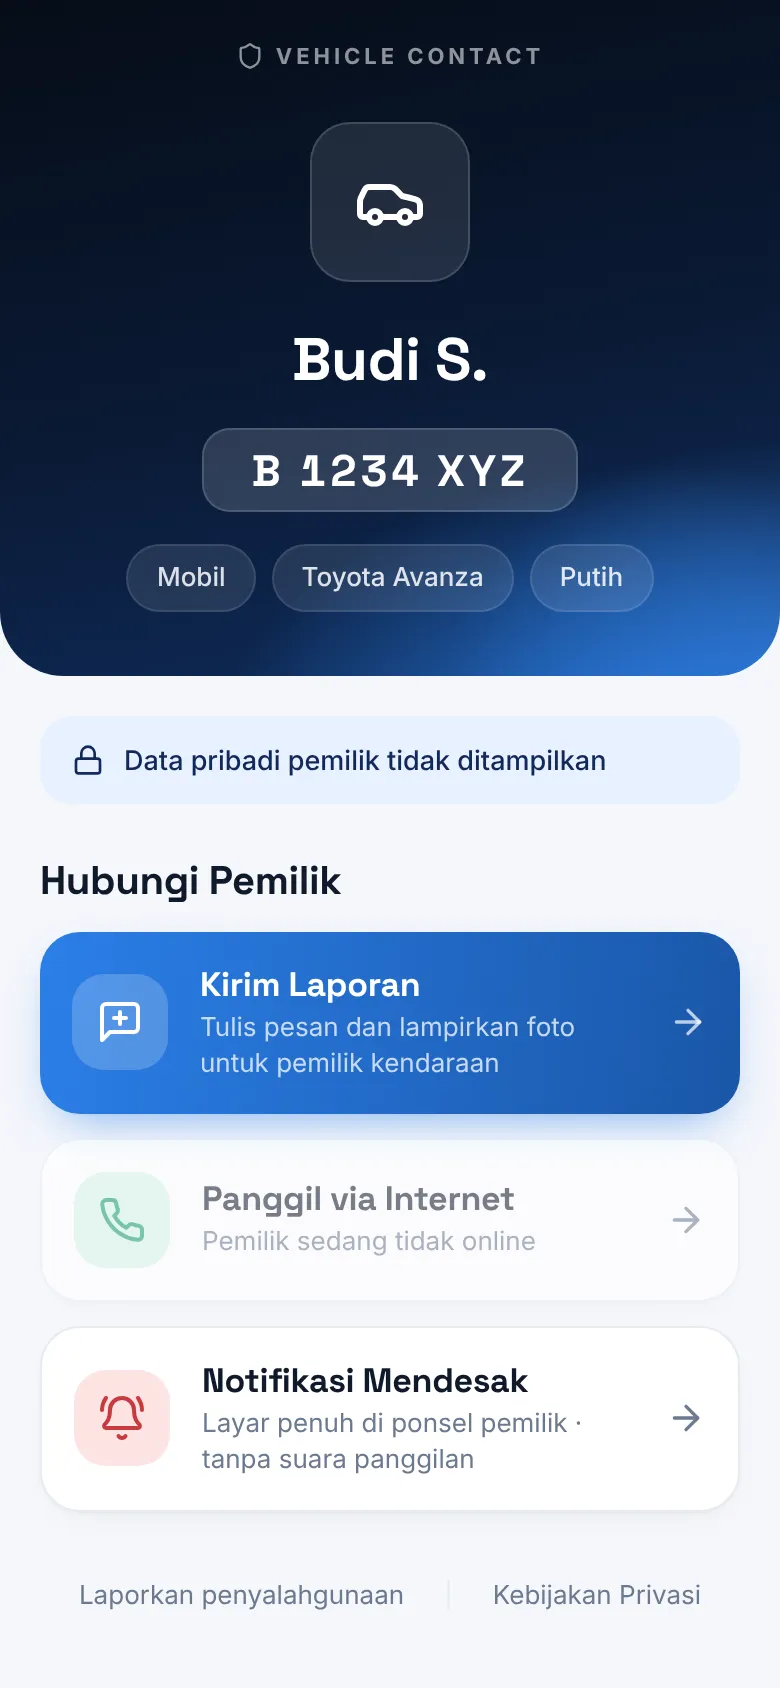 VEHICLE CONTACT
Budi S.
B 1234 XYZ
Mobil
Toyota Avanza
Putih
Data pribadi pemilik tidak ditampilkan
Hubungi Pemilik
Kirim Laporan
Tulis pesan dan lampirkan foto
untuk pemilik kendaraan
Panggil via Internet
Pemilik sedang tidak online
Notifikasi Mendesak
Layar penuh di ponsel pemilik ·
tanpa suara panggilan
Laporkan penyalahgunaan
Kebijakan Privasi